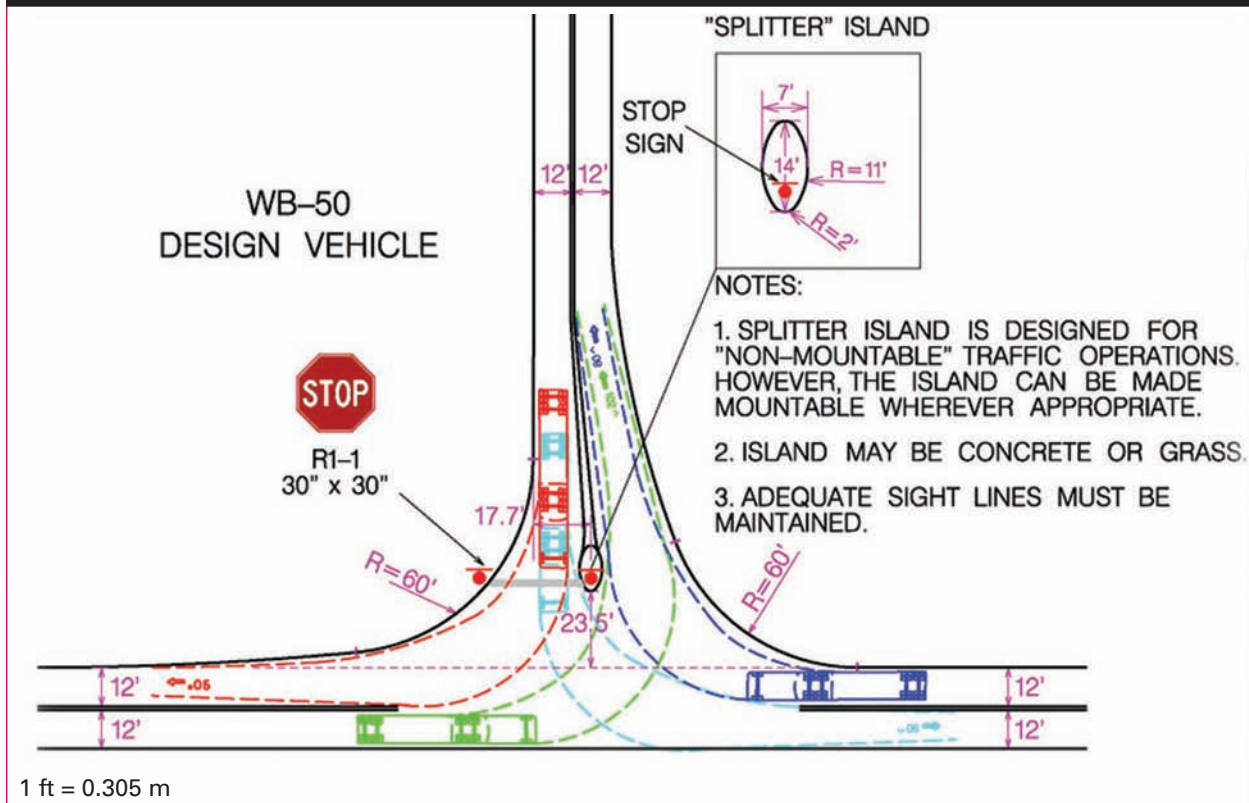 "SPLITTER" ISLAND
7'
STOP
SIGN
14'
R=11'
R=2'
12'
12'
WB–50
DESIGN VEHICLE
NOTES:
1. SPLITTER ISLAND IS DESIGNED FOR
"NON–MOUNTABLE" TRAFFIC OPERATIONS.
HOWEVER, THE ISLAND CAN BE MADE
MOUNTABLE WHEREVER APPROPRIATE.
2. ISLAND MAY BE CONCRETE OR GRASS.
3. ADEQUATE SIGHT LINES MUST BE
MAINTAINED.
STOP
R1–1
30" x 30"
17.7'
R=60'
R=60'
23.5'
12'
12'
12'
12'
1 ft = 0.305 m